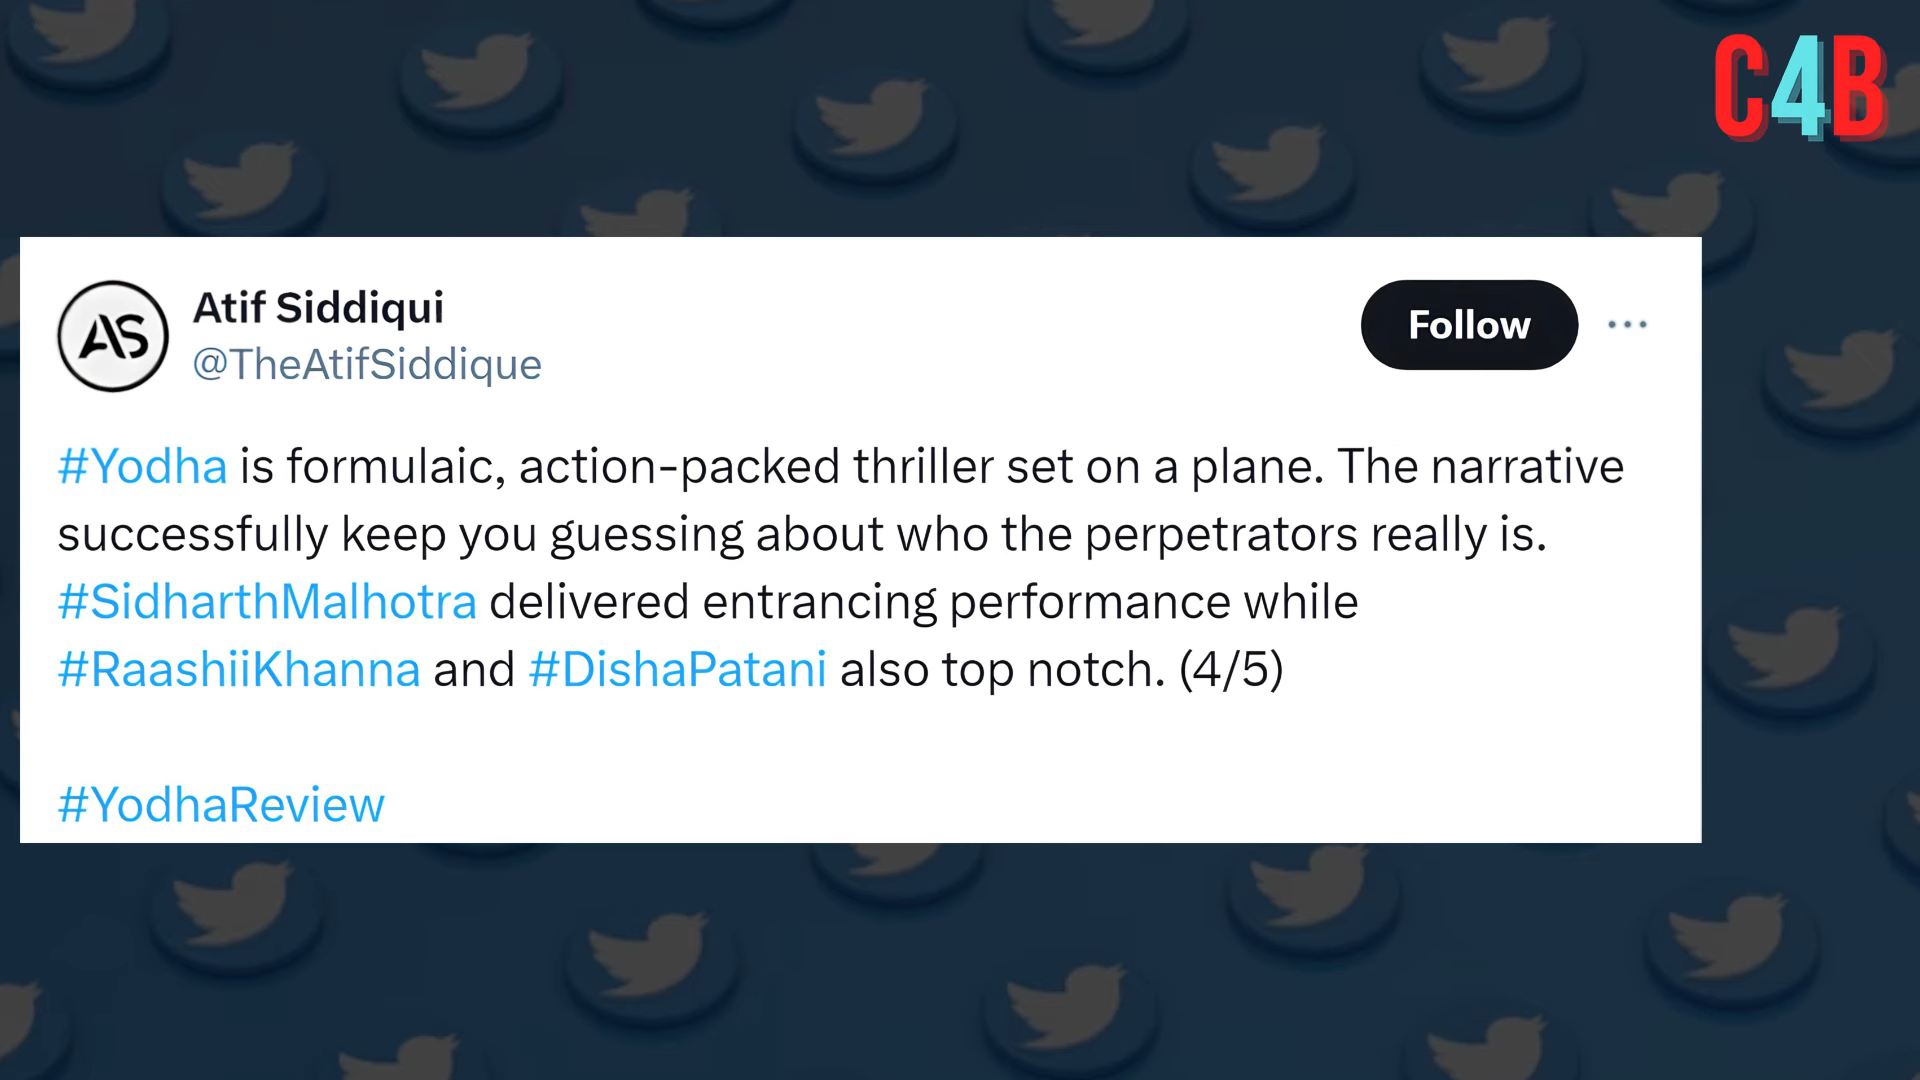 C4B
AS
Atif Siddiqui
@TheAtifSiddique
Follow
#Yodha is formulaic, action-packed thriller set on a plane. The narrative
successfully keep you guessing about who the perpetrators really is.
#SidharthMalhotra delivered entrancing performance while
#RaashiiKhanna and #DishaPatani also top notch. (4/5)
#YodhaReview